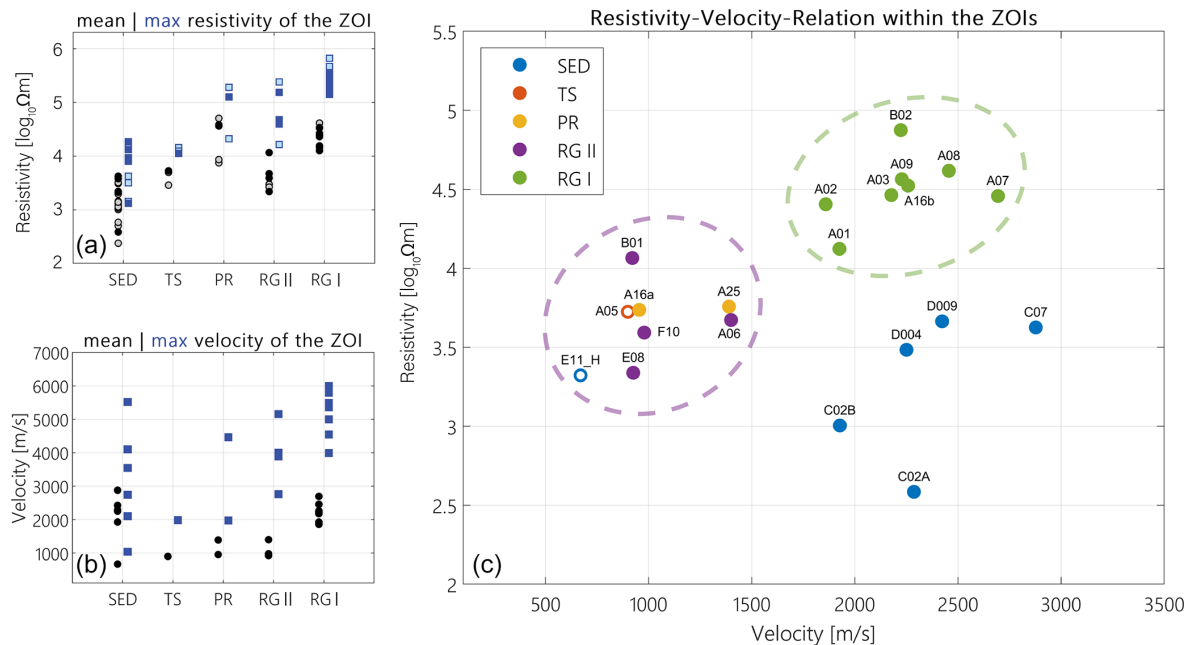 mean | max resistivity of the ZOI
Resistivity [log10Ωm]
6
5
4
3
2
(a)
SED TS PR RG II RG I
mean | max velocity of the ZOI
Velocity [m/s]
7000
6000
5000
4000
3000
2000
1000
(b)
SED TS PR RG II RG I
Resistivity-Velocity-Relation within the ZOIs
Resistivity [log10Ωm]
5.5
5
4.5
4
3.5
3
2.5
2
SED
TS
PR
RG II
RG I
B02
A09
A08
A02
A03
A16b
A07
A01
B01
A16a
A25
A05
F10
A06
E11_H
E08
D009
C07
D004
C02B
C02A
(c)
500 1000 1500 2000 2500 3000 3500
Velocity [m/s]